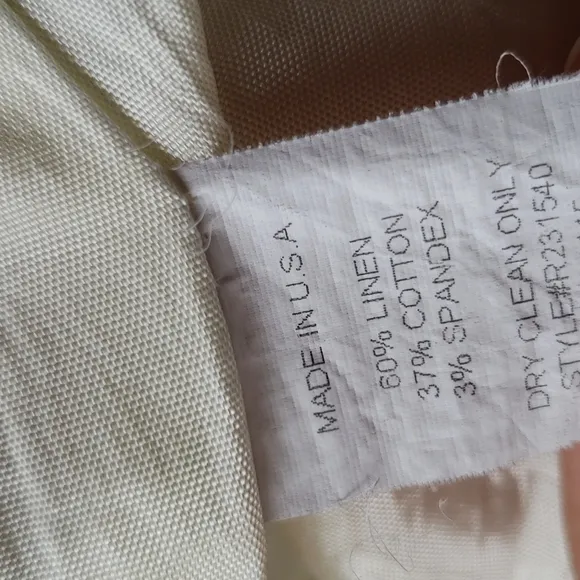 MADE IN U.S.A
60% LINEN
37% COTTON
3% SPANDEX
DRY CLEAN ONLY
STYLE#R231540